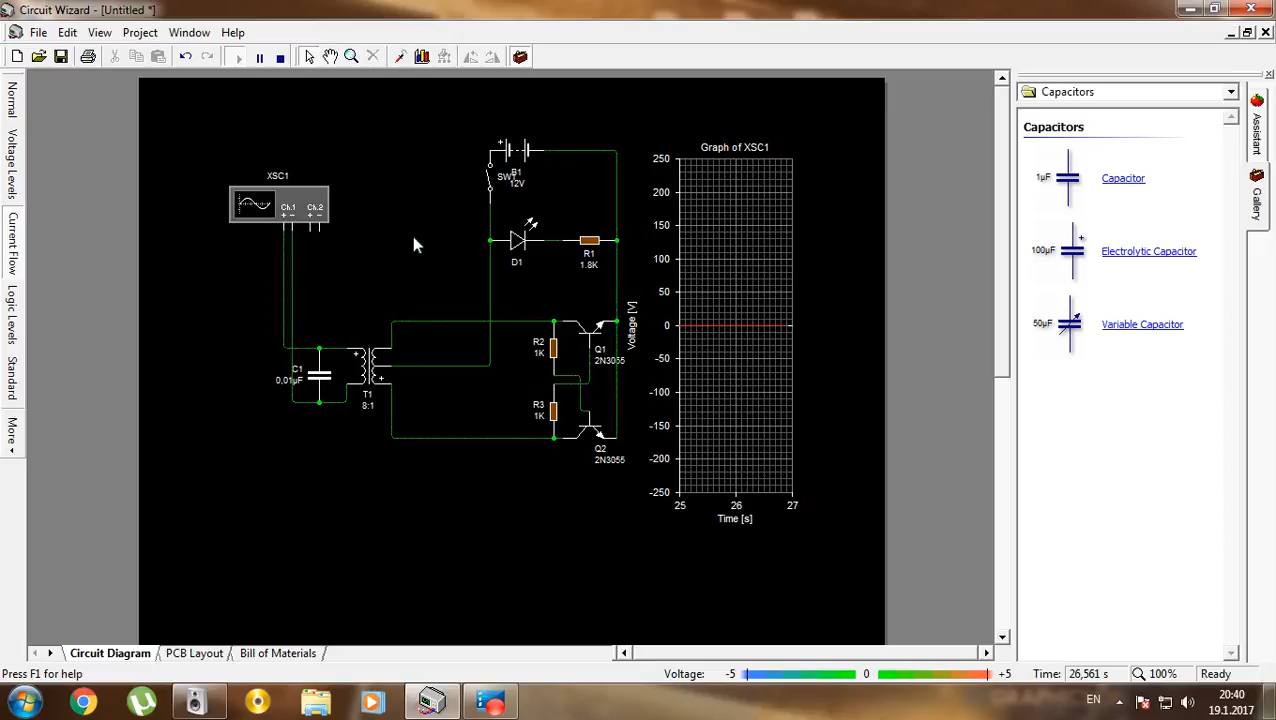 Circuit Wizard - [Untitled *]
File Edit View Project Window Help
Normal
Voltage Levels
Current Flow
Logic Levels
Standard
More
Capacitors
Capacitors
1µF Capacitor
100µF + Electrolytic Capacitor
50µF Variable Capacitor
Assistant
Gallery
XSC1
Ch.1 Ch.2
+ - + -
+
SW1
B1
12V
D1
R1
1.8K
C1
0,01µF
+
+
T1
8:1
R2
1K
R3
1K
Q1
2N3055
Q2
2N3055
Graph of XSC1
Voltage [V]
250
200
150
100
50
0
-50
-100
-150
-200
-250
25 26 27
Time [s]
Circuit Diagram PCB Layout Bill of Materials
Press F1 for help Voltage: -5 0 +5 Time: 26,561 s 100% Ready
EN 20:40
19.1.2017